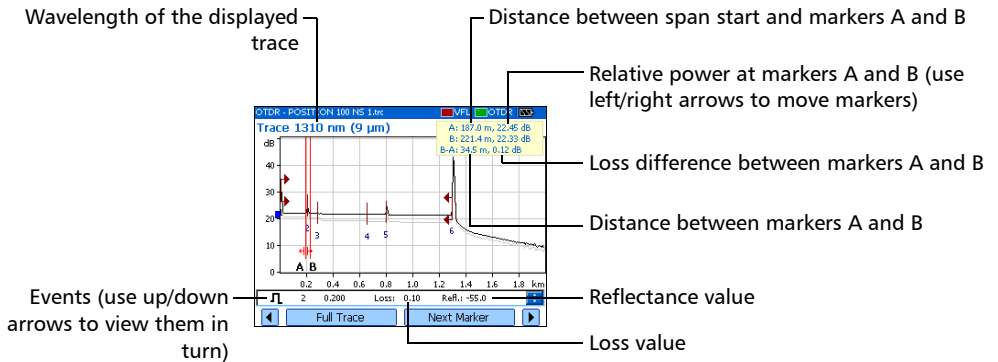 Wavelength of the displayed
trace
Distance between span start and markers A and B
Relative power at markers A and B (use
left/right arrows to move markers)
OTDR - POSITION 100 NS 1.trc VFL OTDR
Trace 1310 nm (9 µm)
A: 187.0 m, 22.45 dB
B: 221.4 m, 22.33 dB
B-A: 34.5 m, 0.12 dB
Loss difference between markers A and B
dB
40
30
20
10
0
2
3
4
5
6
A B
Distance between markers A and B
0.2 0.4 0.6 0.8 1.0 1.2 1.4 1.6 1.8 km
Events (use up/down
arrows to view them in
turn)
2 0.200 Loss: 0.10 Refl.: -55.0
Reflectance value
Full Trace Next Marker
Loss value